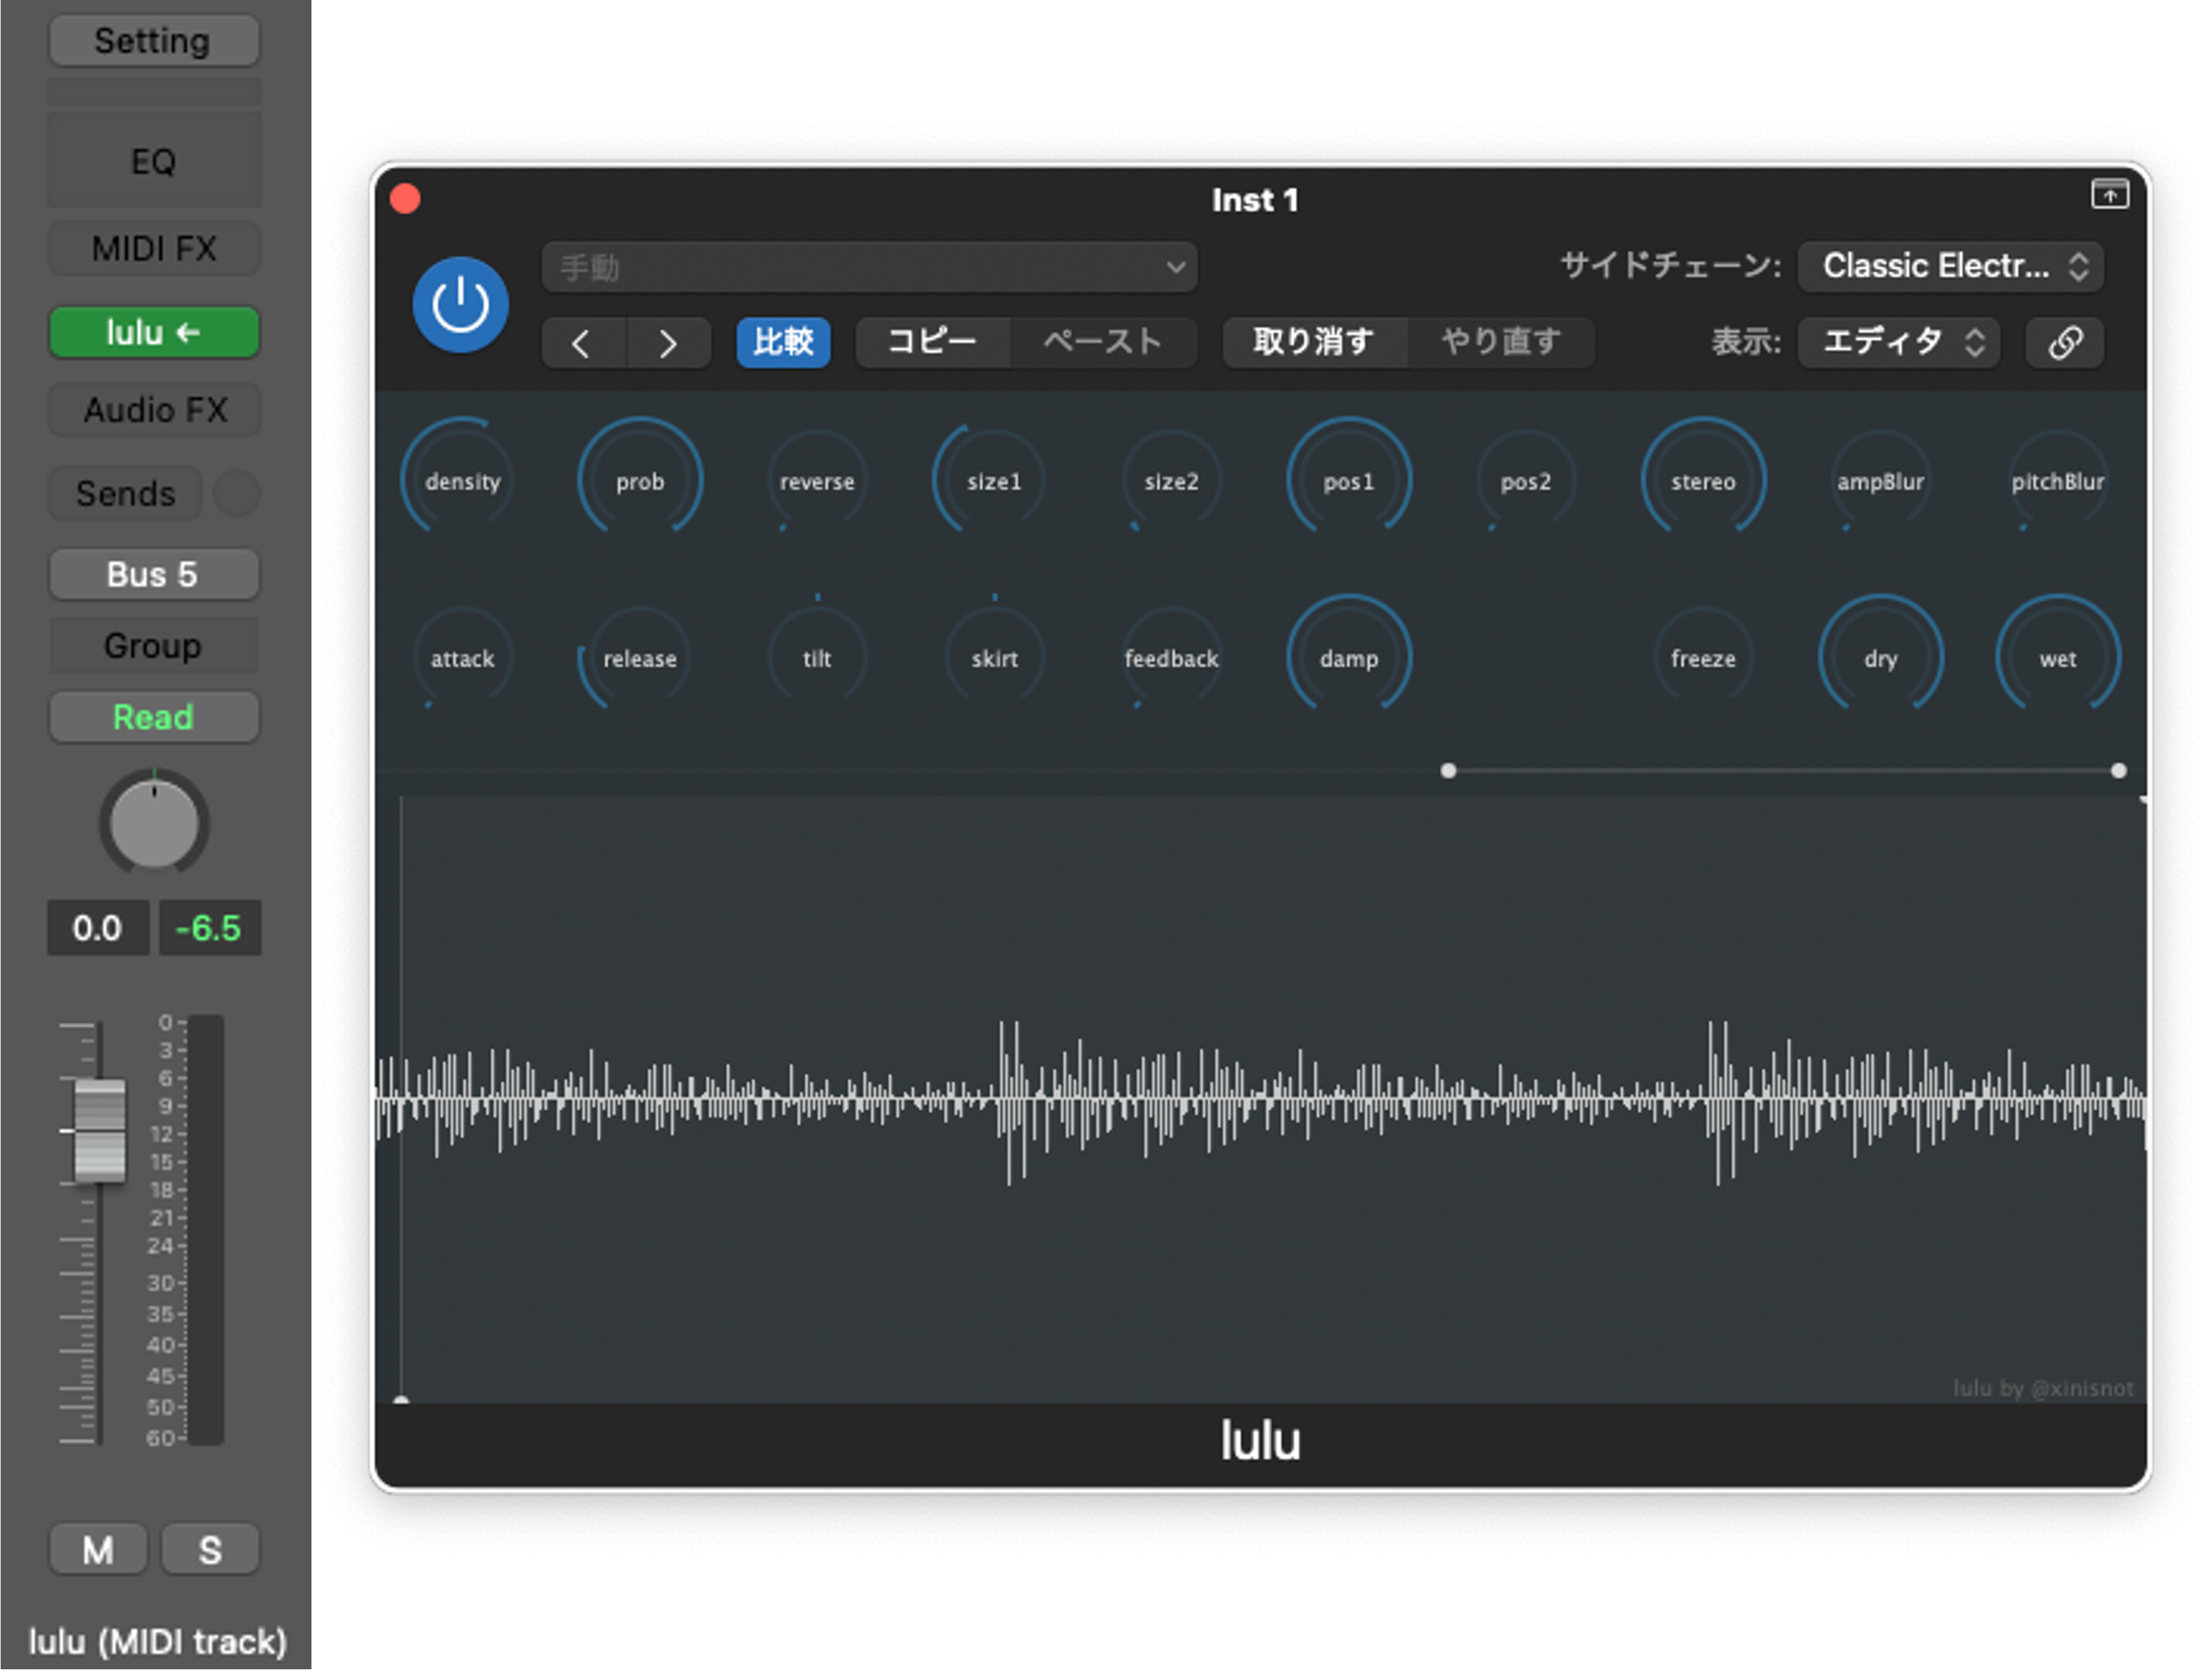 Setting
EQ
MIDI FX
lulu ←
Audio FX
Sends
Bus 5
Group
Read
0.0 -6.5
0
3
6
9
12
15
18
21
24
30
35
40
45
50
60
M S
lulu (MIDI track)
Inst 1
手動 サイドチェーン: Classic Electr...
比較 コピー ペースト 取り消す やり直す 表示: エディタ
density prob reverse size1 size2 pos1 pos2 stereo ampBlur pitchBlur
attack release tilt skirt feedback damp freeze dry wet
lulu by @xinisnot
lulu